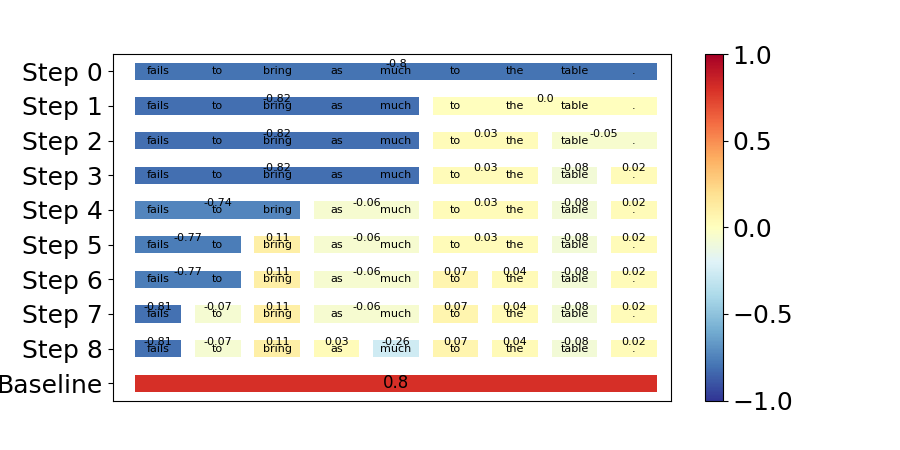 -0.8
Step 0 fails to bring as much to the table .
-0.82 0.0
Step 1 fails to bring as much to the table .
-0.82 0.03 -0.05
Step 2 fails to bring as much to the table .
-0.82 0.03 -0.08 0.02
Step 3 fails to bring as much to the table .
-0.74 -0.06 0.03 -0.08 0.02
Step 4 fails to bring as much to the table .
-0.77 0.11 -0.06 0.03 -0.08 0.02
Step 5 fails to bring as much to the table .
-0.77 0.11 -0.06 0.07 0.04 -0.08 0.02
Step 6 fails to bring as much to the table .
-0.81 -0.07 0.11 -0.06 0.07 0.04 -0.08 0.02
Step 7 fails to bring as much to the table .
-0.81 -0.07 0.11 0.03 -0.26 0.07 0.04 -0.08 0.02
Step 8 fails to bring as much to the table .
Baseline 0.8
1.0
0.5
0.0
−0.5
−1.0